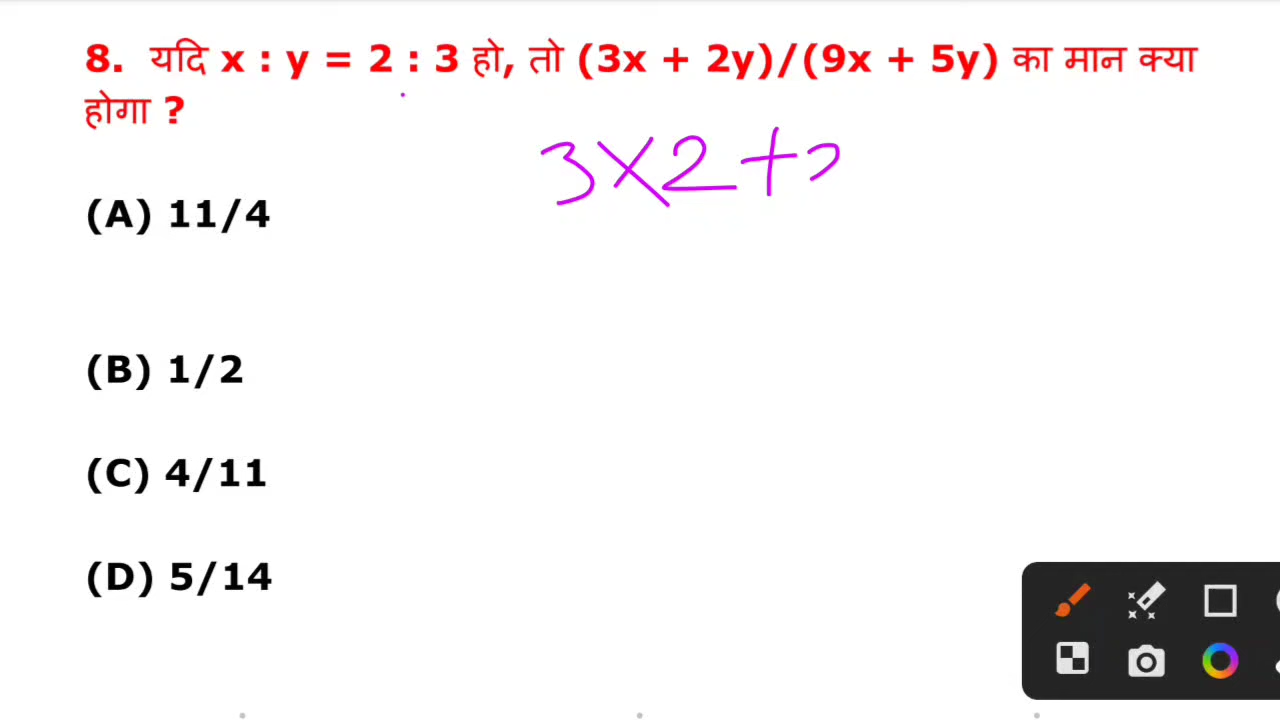 8. यदि x : y = 2 : 3 हो, तो (3x + 2y)/(9x + 5y) का मान क्या
होगा ?
3×2+
(A) 11/4
(B) 1/2
(C) 4/11
(D) 5/14